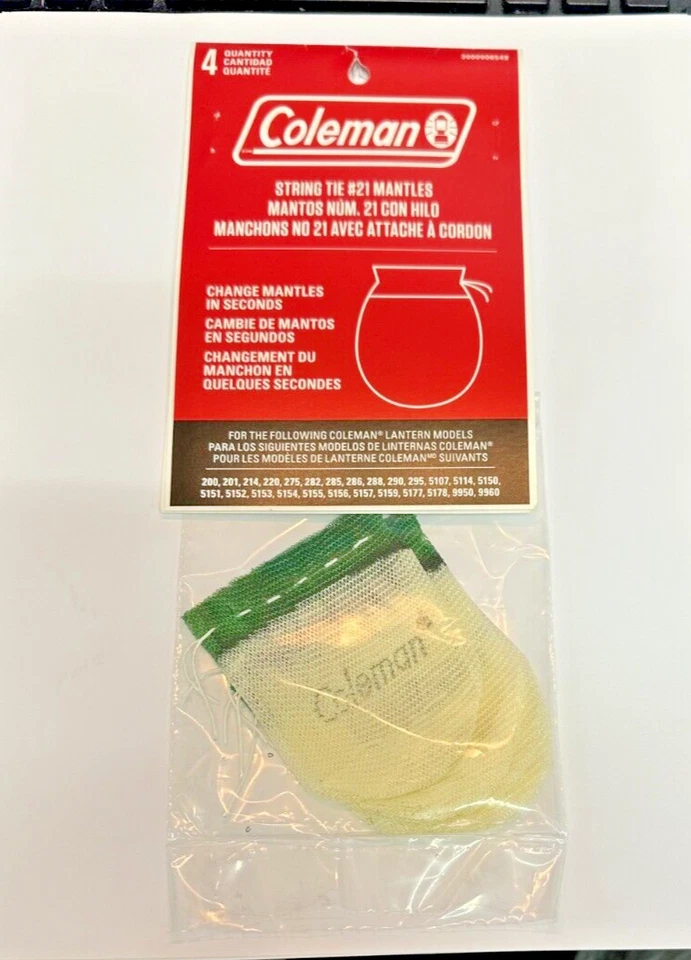 4
QUANTITY
CANTIDAD
QUANTITÉ
Coleman
STRING TIE #21 MANTLES
MANTOS NÚM. 21 CON HILO
MANCHONS NO 21 AVEC ATTACHE À CORDON
CHANGE MANTLES
IN SECONDS
CAMBIE DE MANTOS
EN SEGUNDOS
CHANGEMENT DU
MANCHON EN
QUELQUES SECONDES
FOR THE FOLLOWING COLEMAN® LANTERN MODELS
PARA LOS SIGUIENTES MODELOS DE LINTERNAS COLEMAN®
POUR LES MODÈLES DE LANTERNE COLEMANMD SUIVANTS
200, 201, 214, 220, 275, 282, 285, 286, 288, 290, 295, 5107, 5114, 5150,
5151, 5152, 5153, 5154, 5155, 5156, 5157, 5159, 5177, 5178, 9950, 9960
Coleman®